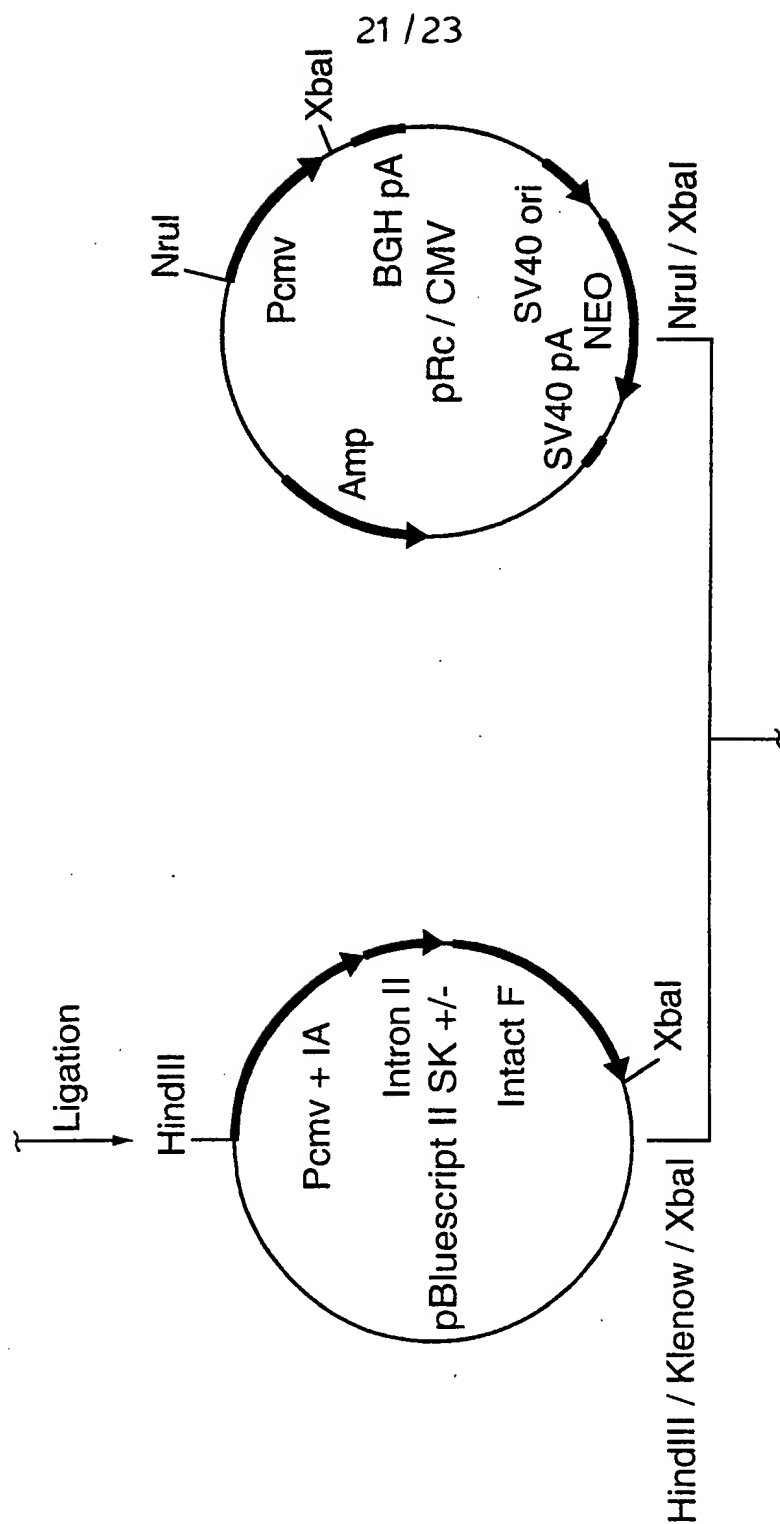 21 / 23
Ligation
HindIII
Pcmv + IA
Intron II
pBluescript II SK +/-
Intact F
XbaI
HindIII / Klenow / XbaI
NruI
XbaI
Pcmv
BGH pA
pRc / CMV
Amp
SV40 ori
SV40 pA
NEO
NruI / XbaI